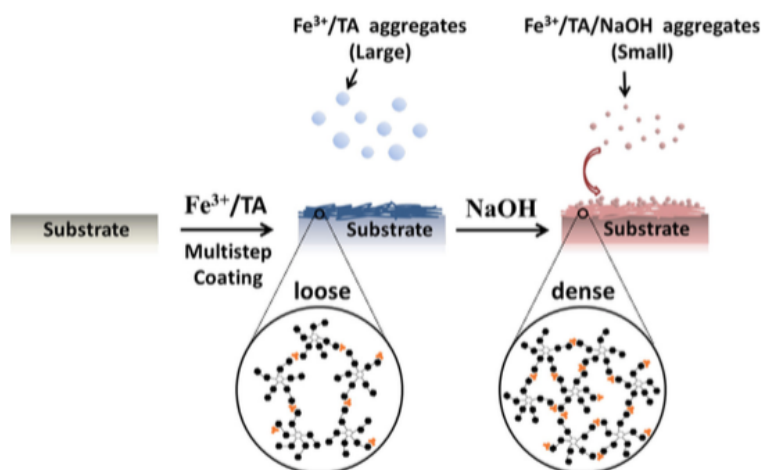 Fe³⁺/TA aggregates
(Large)
Fe³⁺/TA/NaOH aggregates
(Small)
Substrate
Fe³⁺/TA
Multistep
Coating
Substrate
NaOH
Substrate
loose
dense